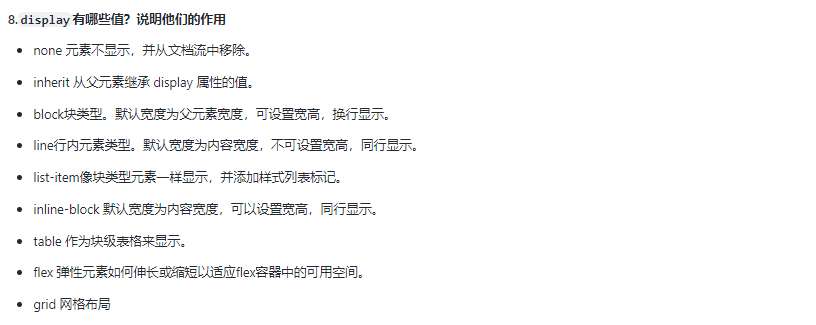 8.display有哪些值？说明他们的作用
none 元素不显示，并从文档流中移除。
inherit 从父元素继承 display 属性的值。
block块类型。默认宽度为父元素宽度，可设置宽高，换行显示。
line行内元素类型。默认宽度为内容宽度，不可设置宽高，同行显示。
list-item像块类型元素一样显示，并添加样式列表标记。
inline-block 默认宽度为内容宽度，可以设置宽高，同行显示。
table 作为块级表格来显示。
flex 弹性元素如何伸长或缩短以适应flex容器中的可用空间。
grid 网格布局